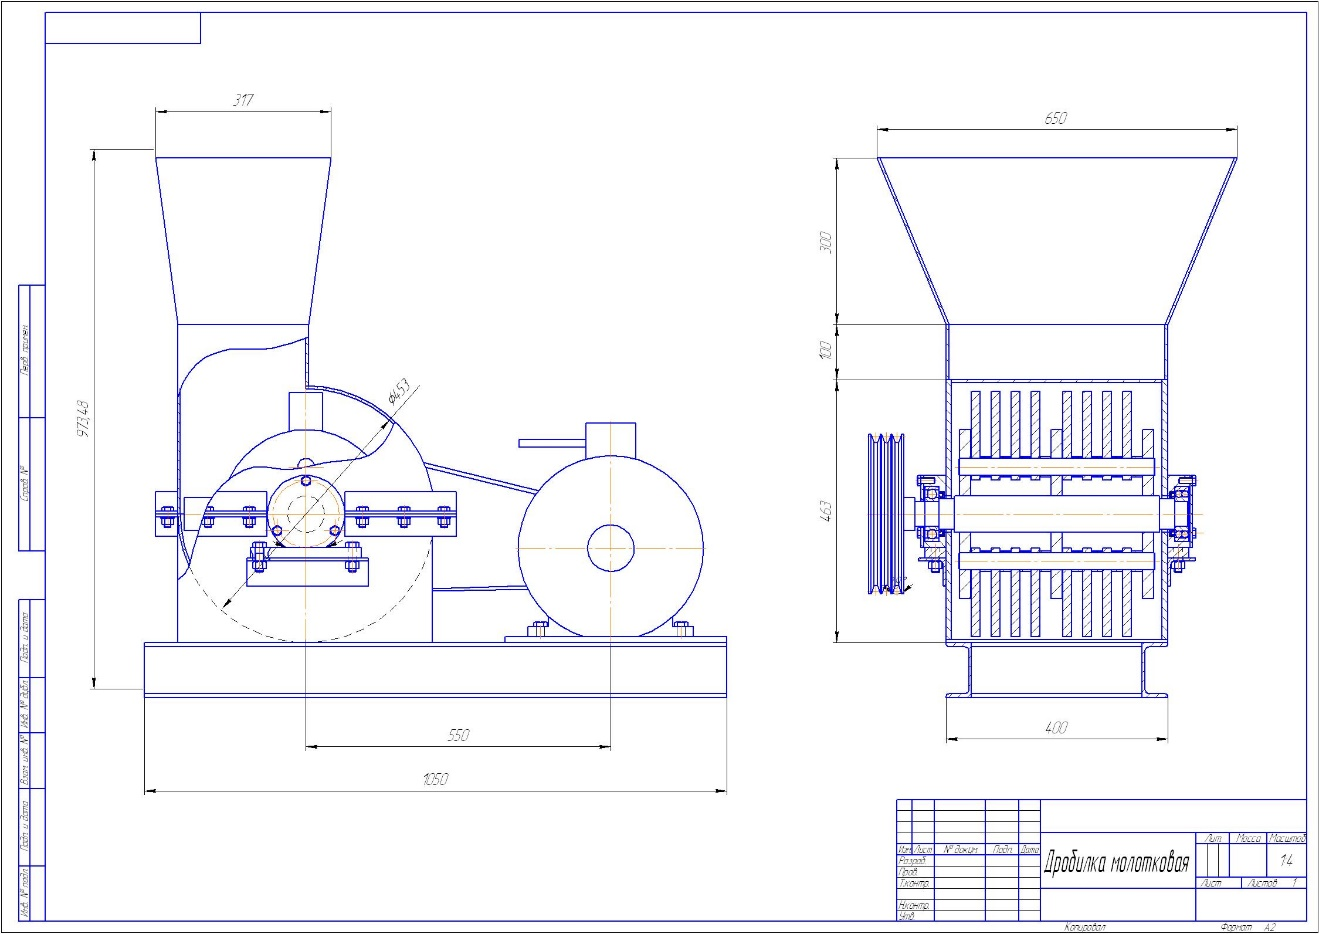 317
650
300
100
463
973,48
ϕ453
550
1050
400
Перв. примен.
Справ. №
Подп. и дата
Инв. № дубл.
Взам. инв. №
Подп. и дата
Инв. № подл.
Изм. Лист № докум. Подп. Дата
Разраб.
Пров.
Т.контр.
Н.контр.
Утв.
Дробилка молотковая
Лит. Масса Масштаб
1:4
Лист Листов 1
Копировал Формат А2